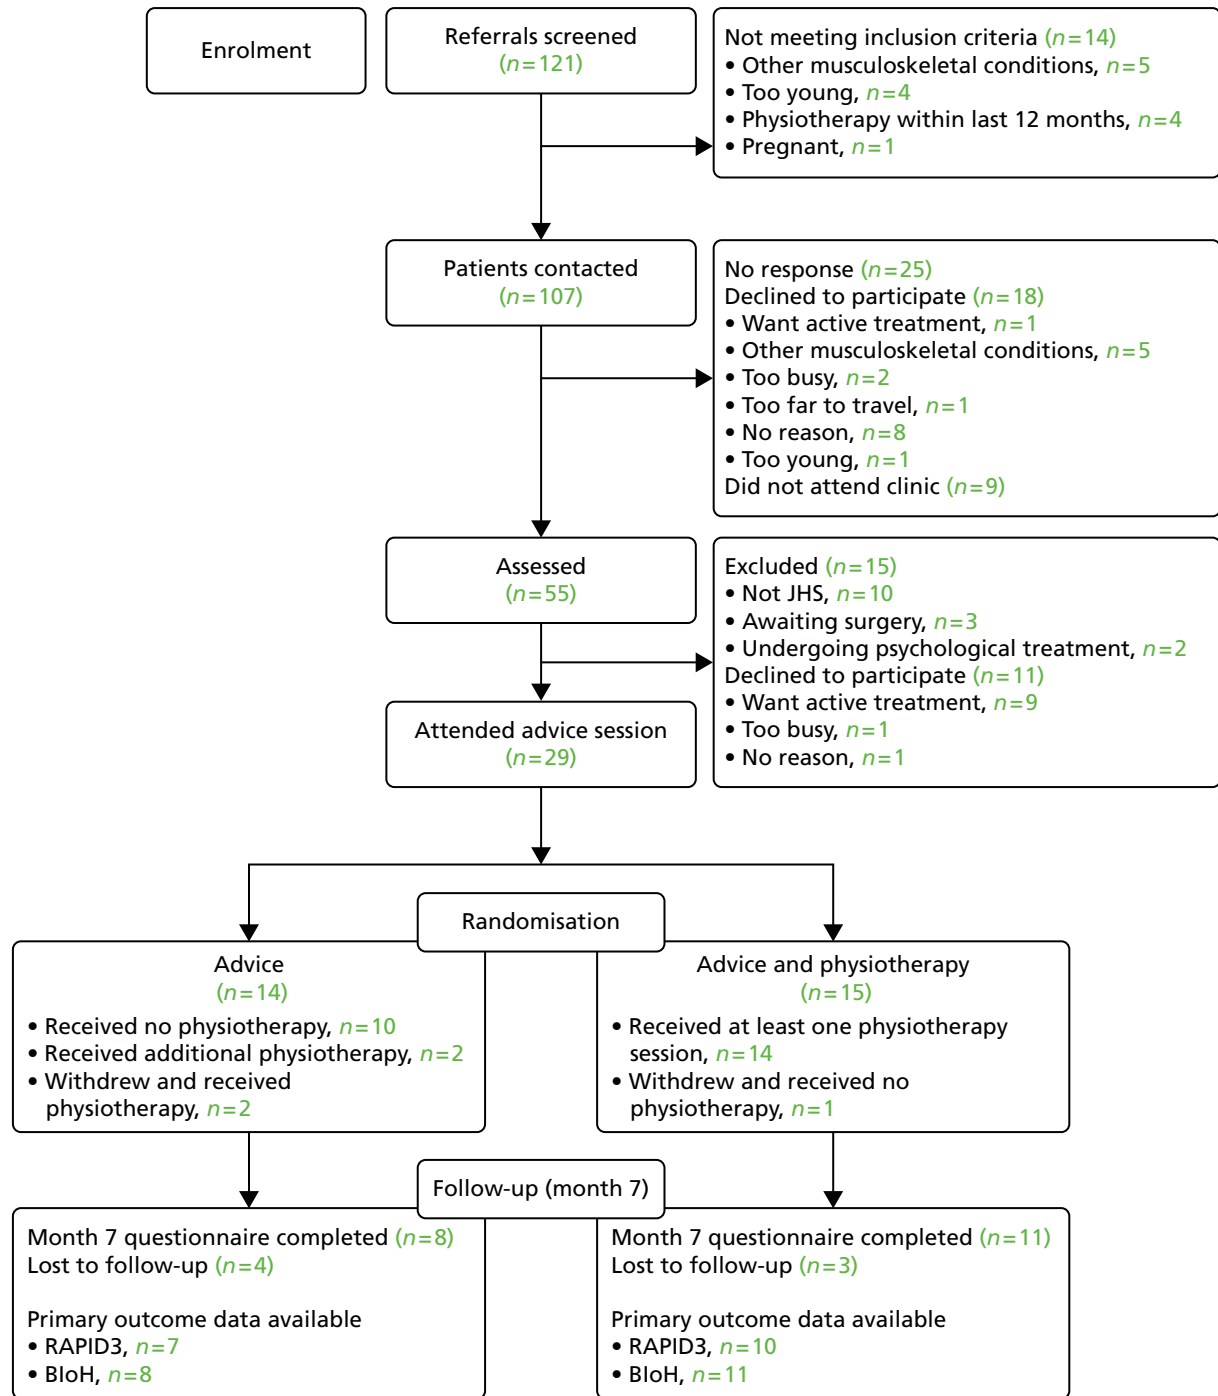 Enrolment
Referrals screened
(n=121)
Not meeting inclusion criteria (n=14)
• Other musculoskeletal conditions, n=5
• Too young, n=4
• Physiotherapy within last 12 months, n=4
• Pregnant, n=1
Patients contacted
(n=107)
No response (n=25)
Declined to participate (n=18)
• Want active treatment, n=1
• Other musculoskeletal conditions, n=5
• Too busy, n=2
• Too far to travel, n=1
• No reason, n=8
• Too young, n=1
Did not attend clinic (n=9)
Assessed
(n=55)
Excluded (n=15)
• Not JHS, n=10
• Awaiting surgery, n=3
• Undergoing psychological treatment, n=2
Declined to participate (n=11)
• Want active treatment, n=9
• Too busy, n=1
• No reason, n=1
Attended advice session
(n=29)
Randomisation
Advice
(n=14)
• Received no physiotherapy, n=10
• Received additional physiotherapy, n=2
• Withdrew and received
physiotherapy, n=2
Advice and physiotherapy
(n=15)
• Received at least one physiotherapy
session, n=14
• Withdrew and received no
physiotherapy, n=1
Follow-up (month 7)
Month 7 questionnaire completed (n=8)
Lost to follow-up (n=4)
Primary outcome data available
• RAPID3, n=7
• BIoH, n=8
Month 7 questionnaire completed (n=11)
Lost to follow-up (n=3)
Primary outcome data available
• RAPID3, n=10
• BIoH, n=11